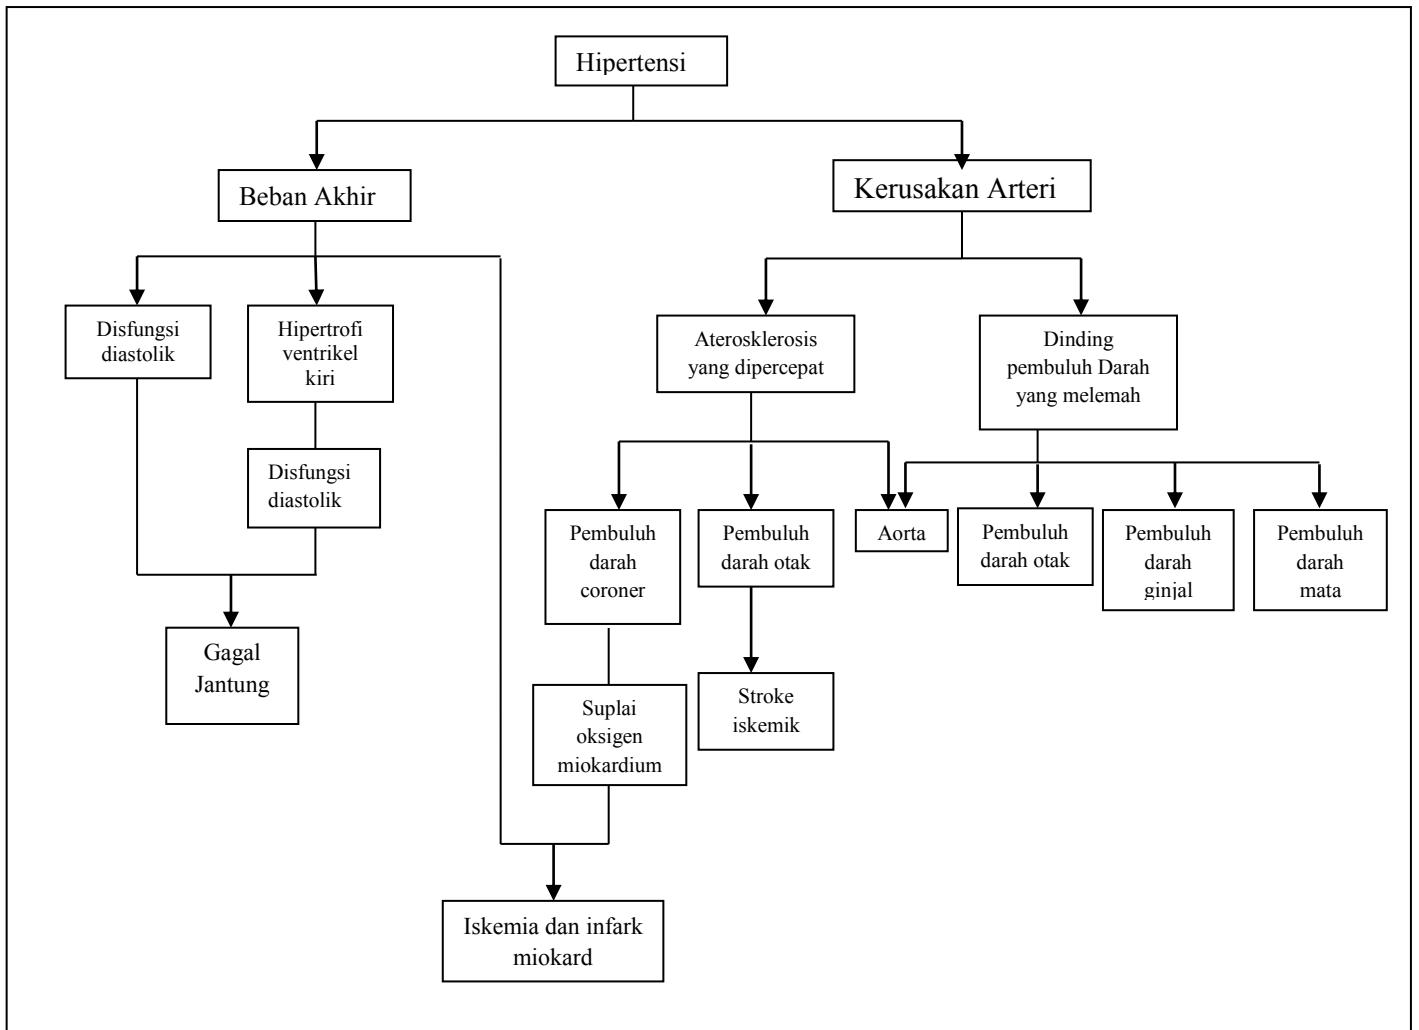 Hipertensi
Beban Akhir
Kerusakan Arteri
Disfungsi
diastolik
Hipertrofi
ventrikel
kiri
Aterosklerosis
yang dipercepat
Dinding
pembuluh Darah
yang melemah
Disfungsi
diastolik
Pembuluh
darah
coroner
Pembuluh
darah otak
Aorta
Pembuluh
darah otak
Pembuluh
darah
ginjal
Pembuluh
darah
mata
Gagal
Jantung
Suplai
oksigen
miokardium
Stroke
iskemik
Iskemia dan infark
miokard